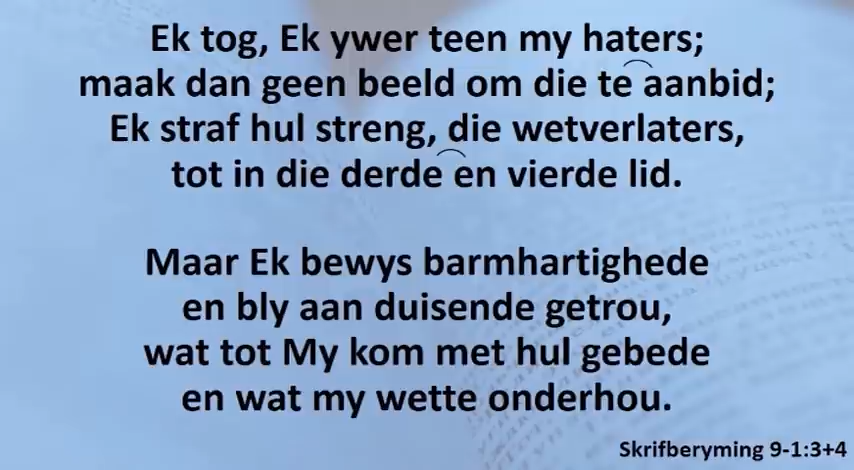 Ek tog, Ek ywer teen my haters;
maak dan geen beeld om die te aanbid;
Ek straf hul streng, die wetverlaters,
tot in die derde en vierde lid.
Maar Ek bewys barmhartighede
en bly aan duisende getrou,
wat tot My kom met hul gebede
en wat my wette onderhou.
Skrifberyming 9-1:3+4